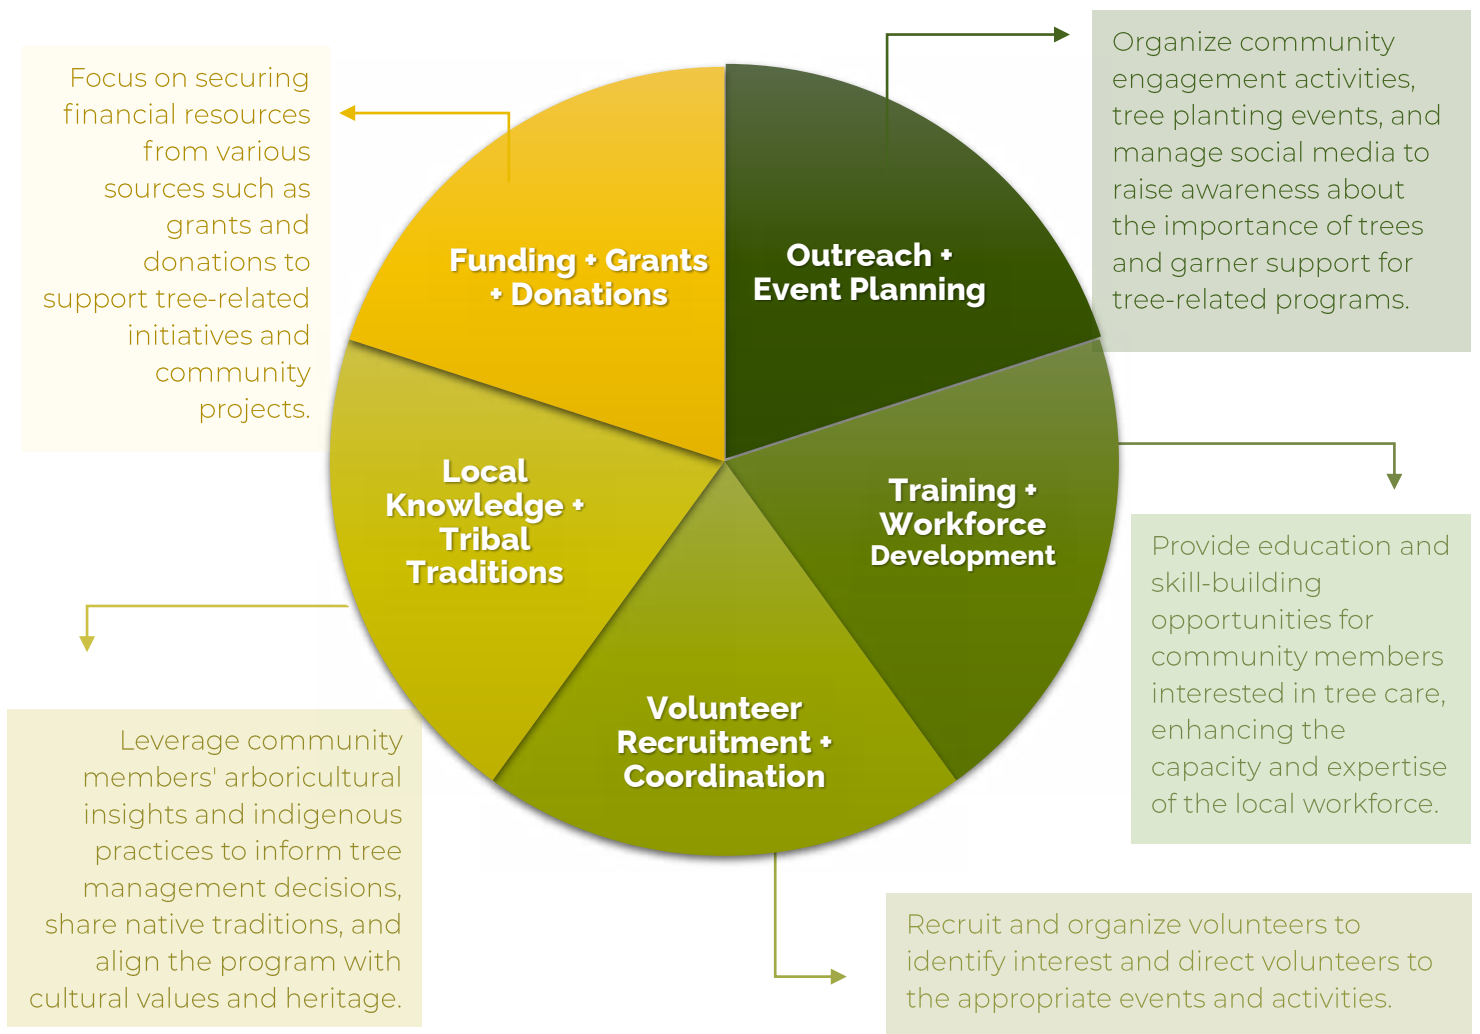 Focus on securing
financial resources
from various
sources such as
grants and
donations to
support tree-related
initiatives and
community
projects.
Funding + Grants
+ Donations
Outreach +
Event Planning
Organize community
engagement activities,
tree planting events, and
manage social media to
raise awareness about
the importance of trees
and garner support for
tree-related programs.
Local
Knowledge +
Tribal
Traditions
Training +
Workforce
Development
Provide education and
skill-building
opportunities for
community members
interested in tree care,
enhancing the
capacity and expertise
of the local workforce.
Volunteer
Recruitment +
Coordination
Leverage community
members' arboricultural
insights and indigenous
practices to inform tree
management decisions,
share native traditions, and
align the program with
cultural values and heritage.
Recruit and organize volunteers to
identify interest and direct volunteers to
the appropriate events and activities.